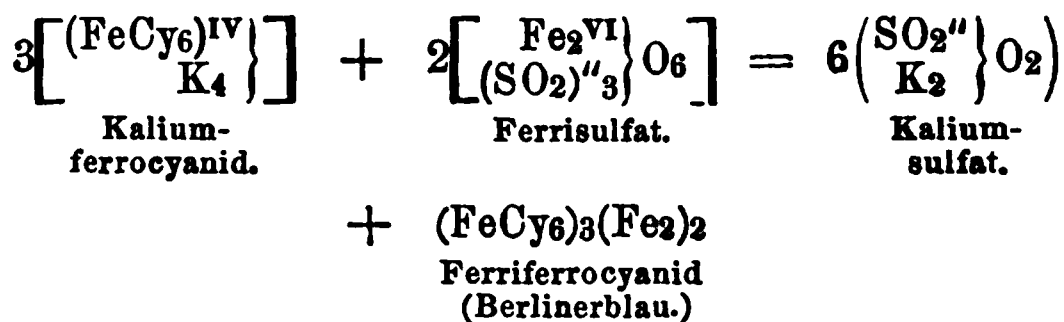 3[(FeCy₆)ᴵⱽ K₄}] + 2[Fe₂ⱽᴵ (SO₂)″₃}O₆] = 6(SO₂″ K₂}O₂)
Kalium- Ferrisulfat. Kalium-
ferrocyanid. sulfat.
+ (FeCy₆)₃(Fe₂)₂
Ferriferrocyanid
(Berlinerblau.)